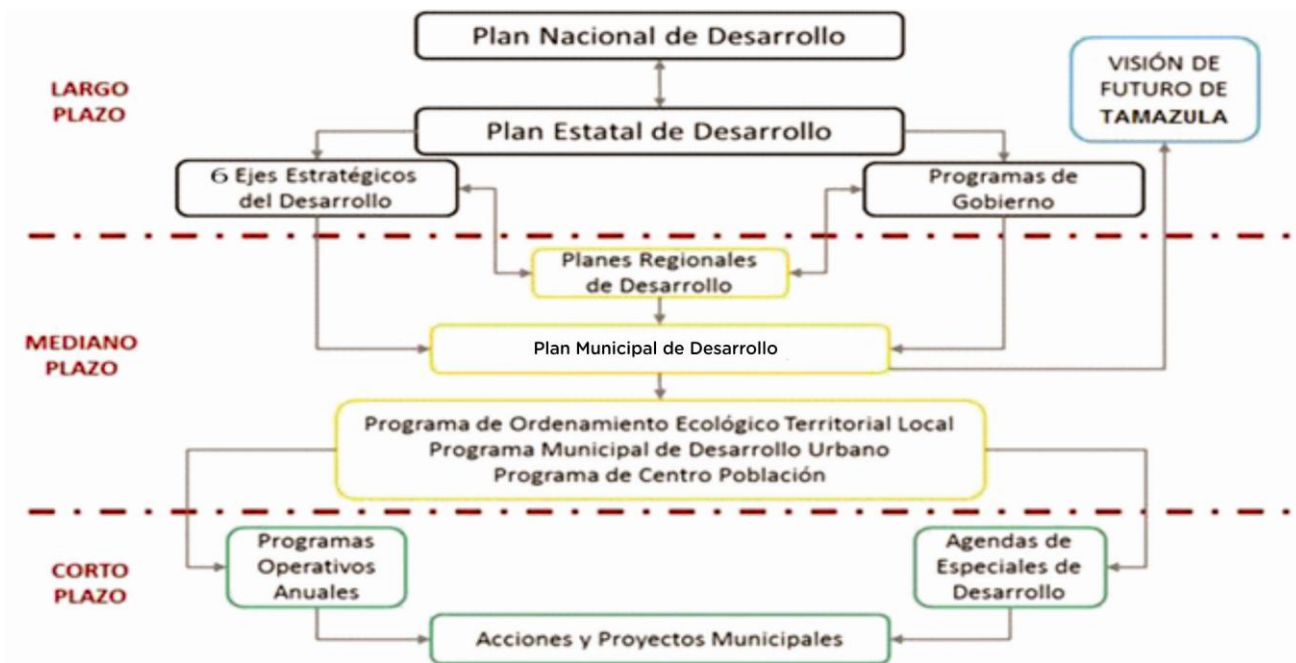 Plan Nacional de Desarrollo
VISIÓN DE
FUTURO DE
TAMAZULA
LARGO
PLAZO
Plan Estatal de Desarrollo
6 Ejes Estratégicos
del Desarrollo
Programas de
Gobierno
Planes Regionales
de Desarrollo
MEDIANO
PLAZO
Plan Municipal de Desarrollo
Programa de Ordenamiento Ecológico Territorial Local
Programa Municipal de Desarrollo Urbano
Programa de Centro Población
CORTO
PLAZO
Programas
Operativos
Anuales
Agendas de
Especiales de
Desarrollo
Acciones y Proyectos Municipales